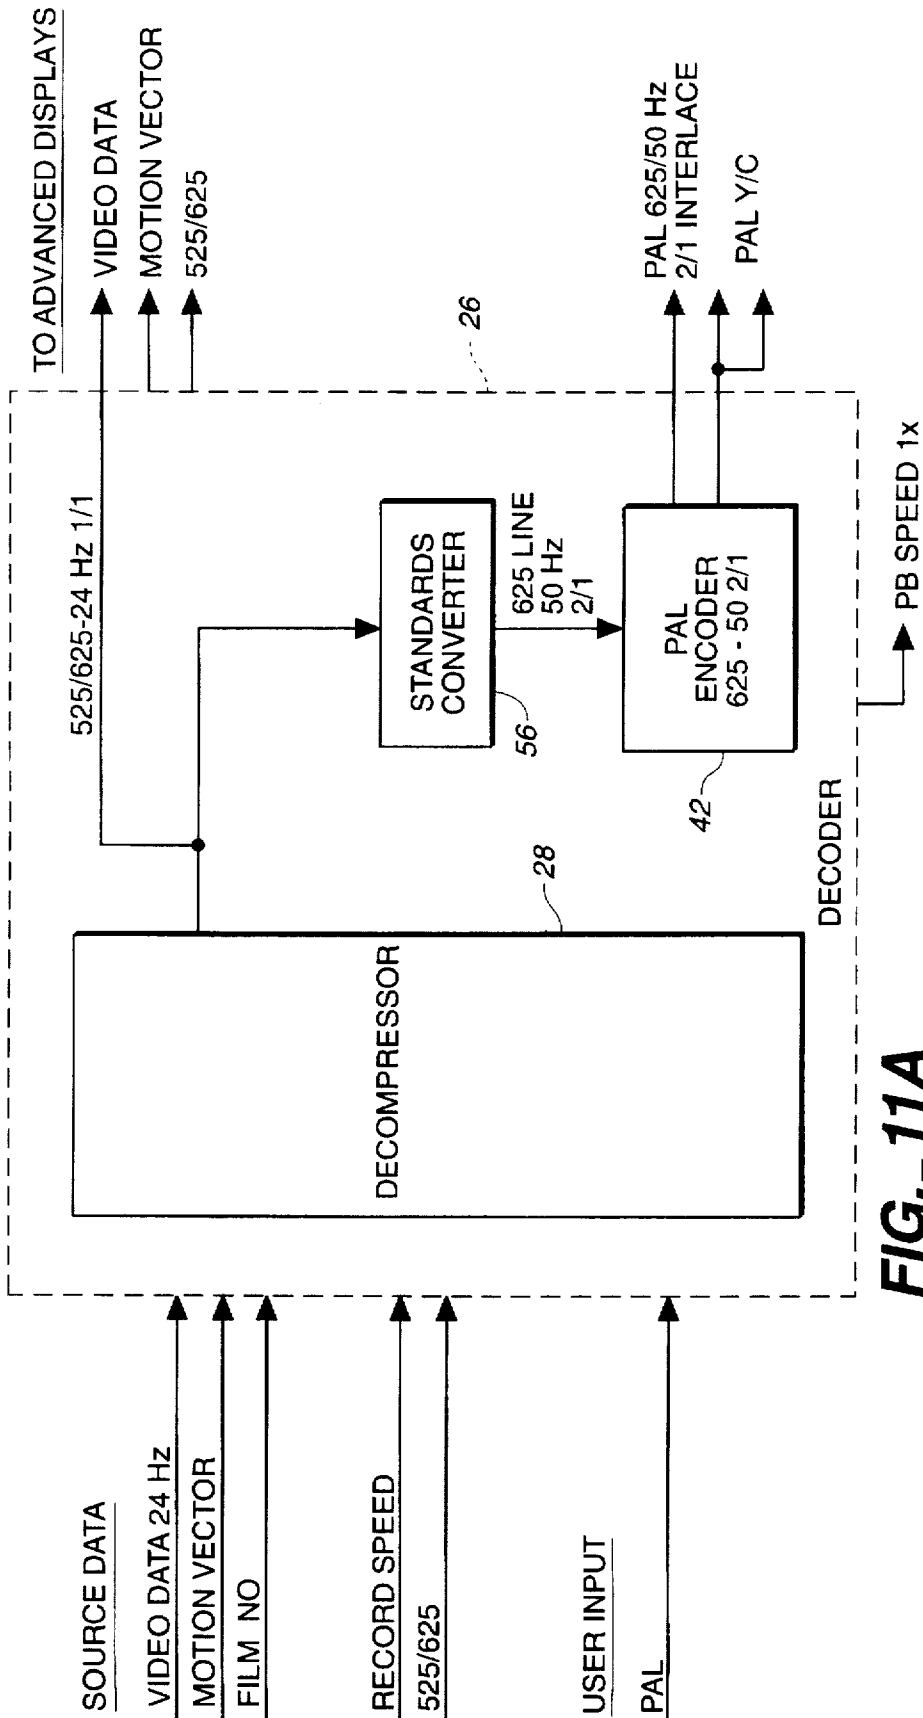 SOURCE DATA
VIDEO DATA 24 Hz
MOTION VECTOR
FILM NO
RECORD SPEED
525/625
USER INPUT
PAL
DECOMPRESSOR
28
525/625-24 Hz 1/1
STANDARDS
CONVERTER
56
625 LINE
50 Hz
2/1
PAL
ENCODER
625 - 50 2/1
42
DECODER
26
TO ADVANCED DISPLAYS
VIDEO DATA
MOTION VECTOR
525/625
PAL 625/50 Hz
2/1 INTERLACE
PAL Y/C
PB SPEED 1x
FIG._11A